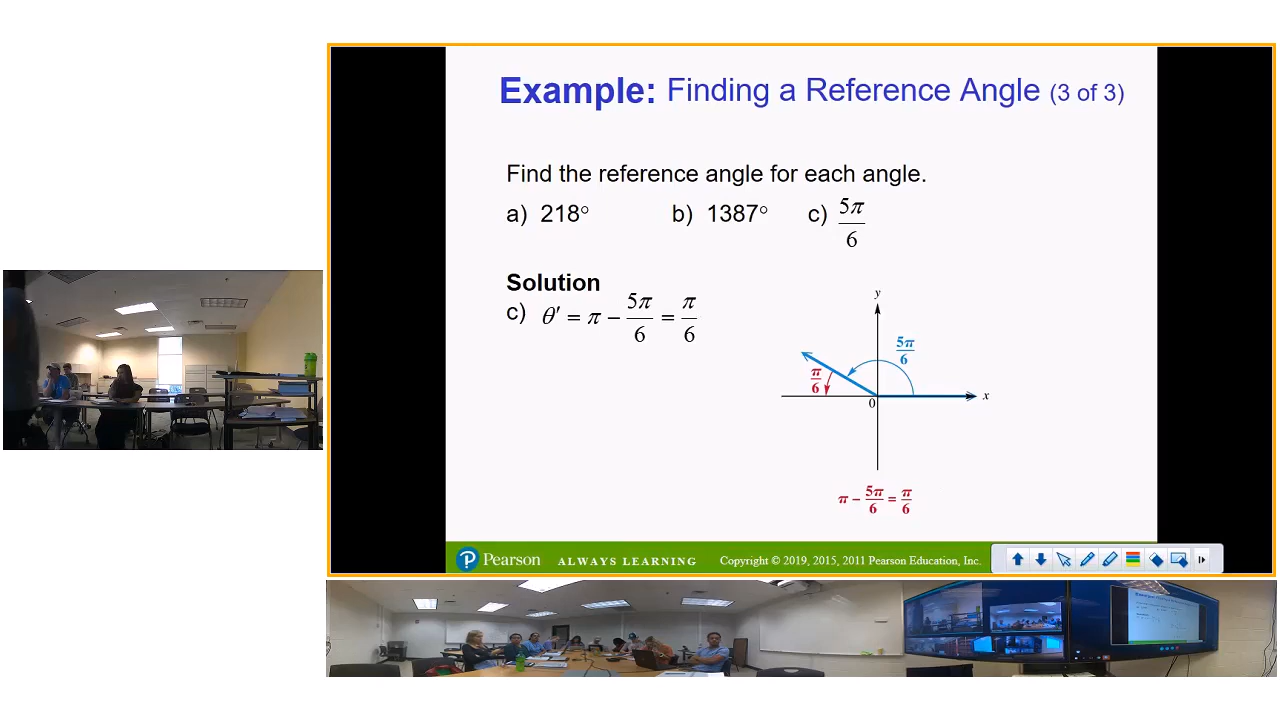 Example: Finding a Reference Angle (3 of 3)
Find the reference angle for each angle.
a) 218° b) 1387° c) 5π/6
Solution
c) θ′ = π − 5π/6 = π/6
y
5π/6
π/6
0
x
π − 5π/6 = π/6
Pearson ALWAYS LEARNING Copyright © 2019, 2015, 2011 Pearson Education, Inc.